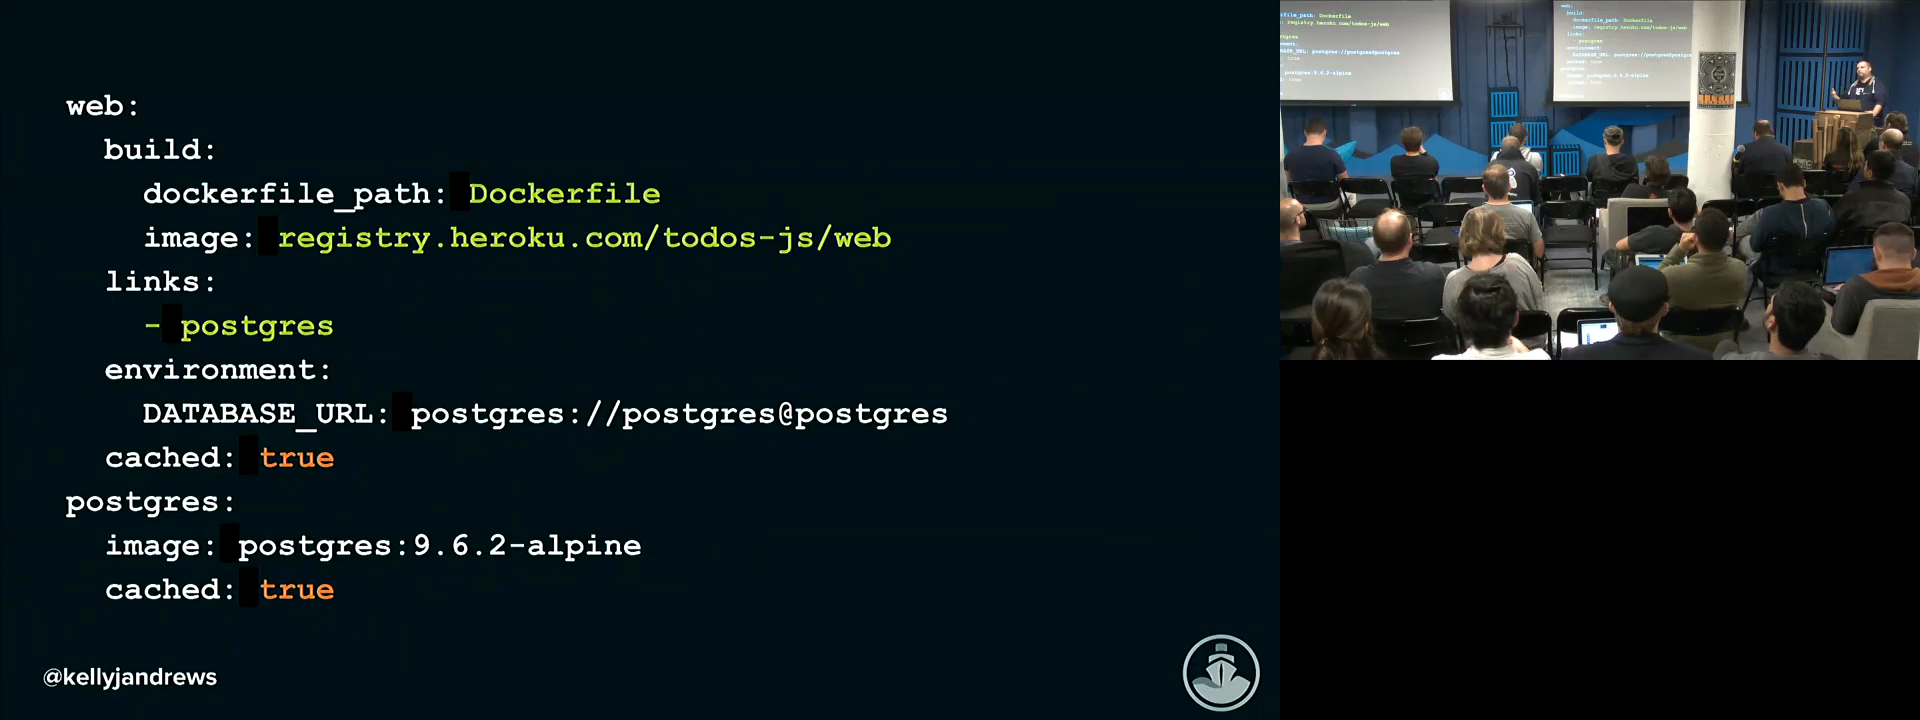 web:
build:
dockerfile_path: Dockerfile
image: registry.heroku.com/todos-js/web
links:
- postgres
environment:
DATABASE_URL: postgres://postgres@postgres
cached: true
postgres:
image: postgres:9.6.2-alpine
cached: true
@kellyjandrews